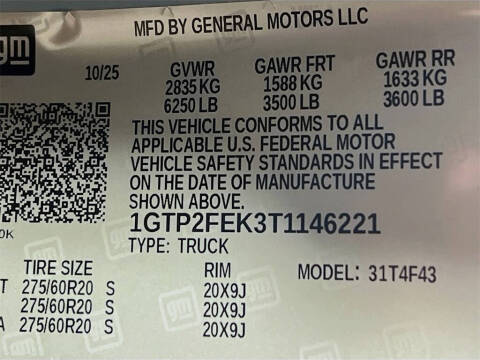 gm
MFD BY GENERAL MOTORS LLC
10/25 GVWR GAWR FRT GAWR RR
2835 KG 1588 KG 1633 KG
6250 LB 3500 LB 3600 LB
THIS VEHICLE CONFORMS TO ALL
APPLICABLE U.S. FEDERAL MOTOR
VEHICLE SAFETY STANDARDS IN EFFECT
ON THE DATE OF MANUFACTURE
SHOWN ABOVE.
1GTP2FEK3T1146221
TYPE: TRUCK
TIRE SIZE RIM MODEL: 31T4F43
T 275/60R20 S 20X9J
275/60R20 S 20X9J
A 275/60R20 S 20X9J